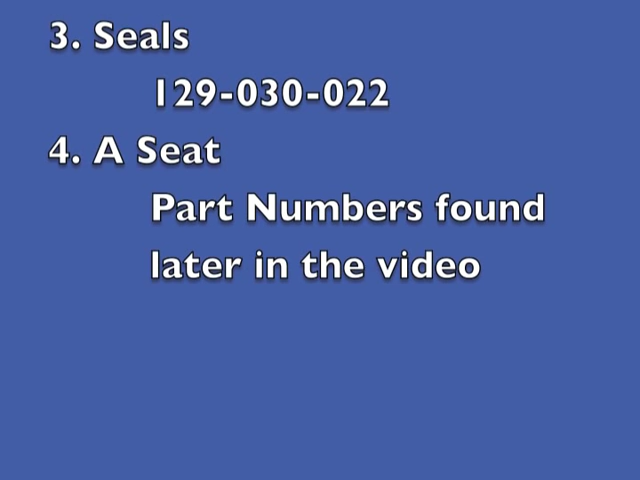 3. Seals
129-030-022
4. A Seat
Part Numbers found
later in the video